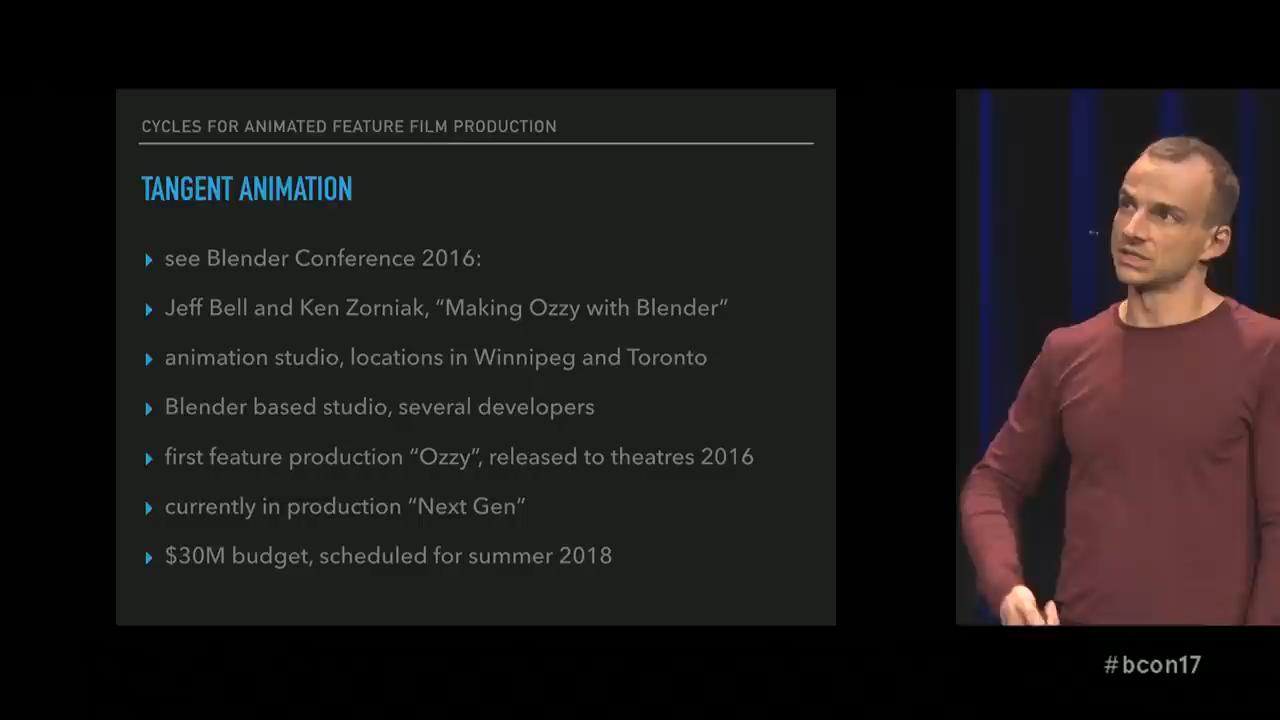 CYCLES FOR ANIMATED FEATURE FILM PRODUCTION
TANGENT ANIMATION
see Blender Conference 2016:
Jeff Bell and Ken Zorniak, “Making Ozzy with Blender”
animation studio, locations in Winnipeg and Toronto
Blender based studio, several developers
first feature production “Ozzy”, released to theatres 2016
currently in production “Next Gen”
$30M budget, scheduled for summer 2018
#bcon17